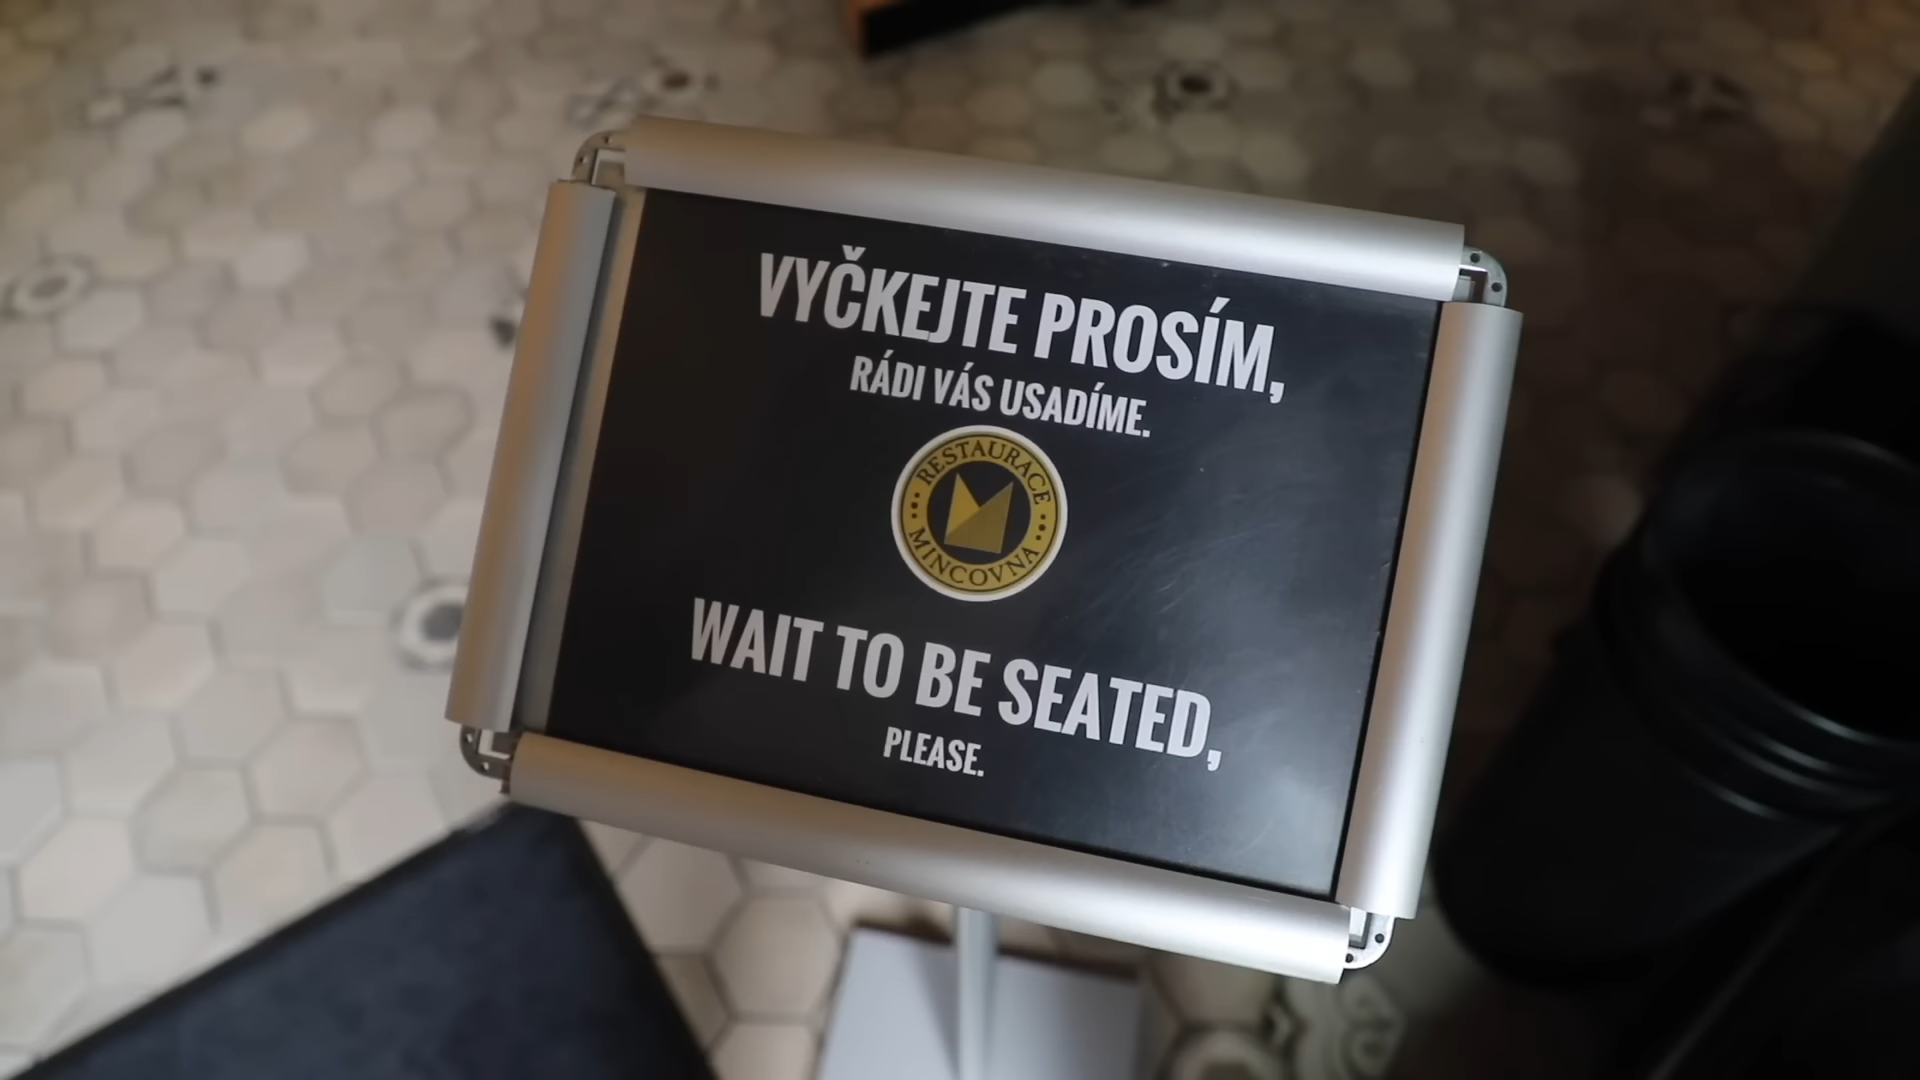 VYČKEJTE PROSÍM,
RÁDI VÁS USADÍME.
RESTAURACE
MINCOVNA
WAIT TO BE SEATED,
PLEASE.